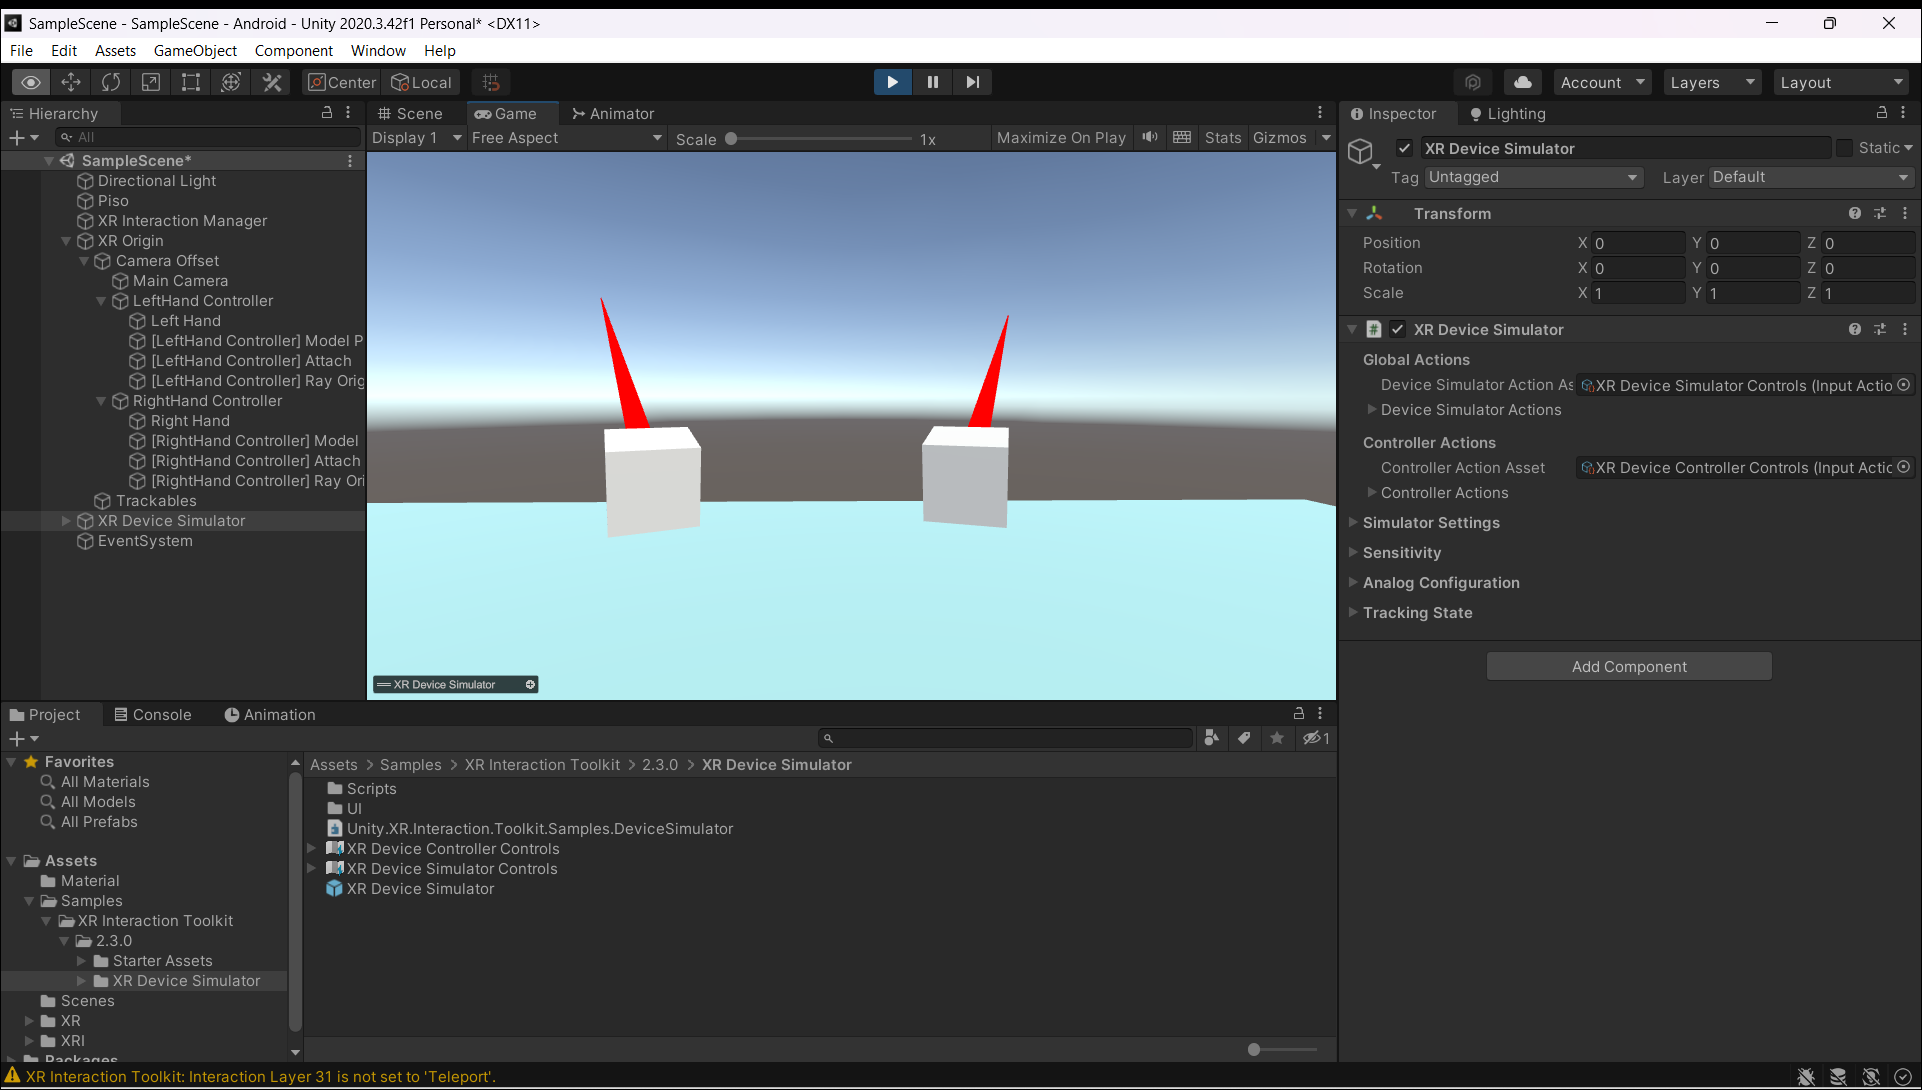 SampleScene - SampleScene - Android - Unity 2020.3.42f1 Personal* <DX11>
File Edit Assets GameObject Component Window Help
Center Local Account Layers Layout
Hierarchy
All
SampleScene*
Directional Light
Piso
XR Interaction Manager
XR Origin
Camera Offset
Main Camera
LeftHand Controller
Left Hand
[LeftHand Controller] Model P
[LeftHand Controller] Attach
[LeftHand Controller] Ray Orig
RightHand Controller
Right Hand
[RightHand Controller] Model
[RightHand Controller] Attach
[RightHand Controller] Ray Ori
Trackables
XR Device Simulator
EventSystem
Scene Game Animator
Display 1 Free Aspect Scale 1x Maximize On Play Stats Gizmos
XR Device Simulator
Inspector Lighting
XR Device Simulator Static
Tag Untagged Layer Default
Transform
Position X 0 Y 0 Z 0
Rotation X 0 Y 0 Z 0
Scale X 1 Y 1 Z 1
# XR Device Simulator
Global Actions
Device Simulator Action As XR Device Simulator Controls (Input Actio
Device Simulator Actions
Controller Actions
Controller Action Asset XR Device Controller Controls (Input Actic
Controller Actions
Simulator Settings
Sensitivity
Analog Configuration
Tracking State
Add Component
Project Console Animation
1
Favorites
All Materials
All Models
All Prefabs
Assets
Material
Samples
XR Interaction Toolkit
2.3.0
Starter Assets
XR Device Simulator
Scenes
XR
XRI
Packages
Assets > Samples > XR Interaction Toolkit > 2.3.0 > XR Device Simulator
Scripts
UI
Unity.XR.Interaction.Toolkit.Samples.DeviceSimulator
XR Device Controller Controls
XR Device Simulator Controls
XR Device Simulator
XR Interaction Toolkit: Interaction Layer 31 is not set to 'Teleport'.